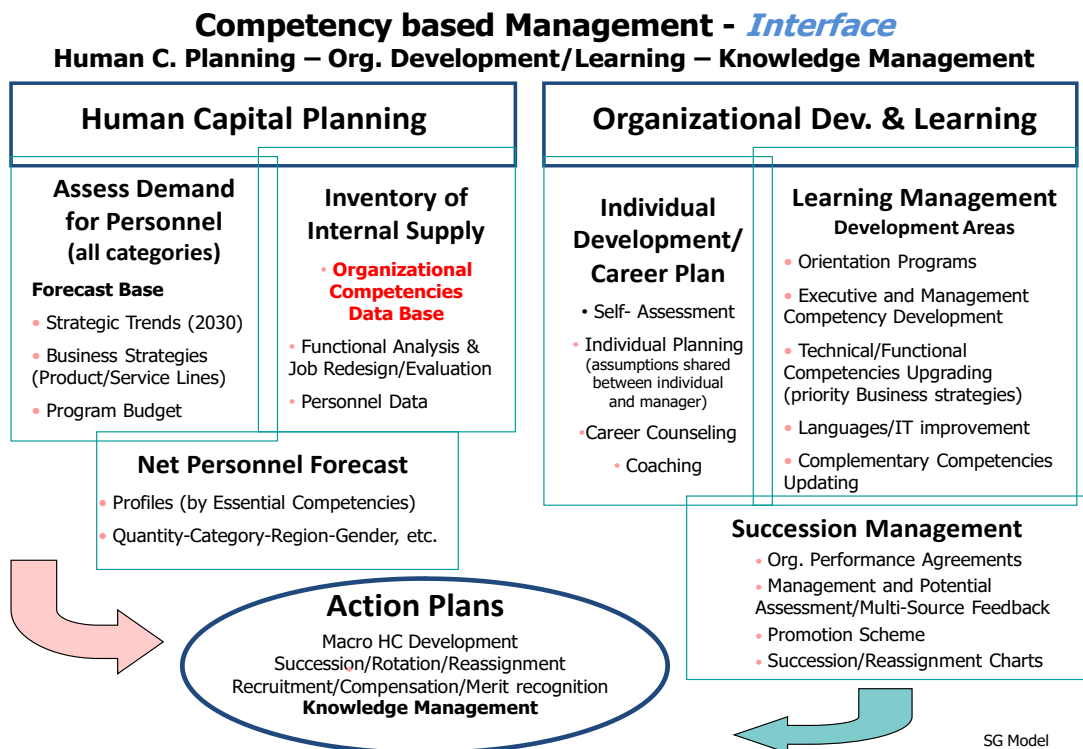 Competency based Management - Interface
Human C. Planning – Org. Development/Learning – Knowledge Management
Human Capital Planning
Assess Demand
for Personnel
(all categories)
Forecast Base
• Strategic Trends (2030)
• Business Strategies
(Product/Service Lines)
• Program Budget
Inventory of
Internal Supply
• Organizational
Competencies
Data Base
• Functional Analysis &
Job Redesign/Evaluation
• Personnel Data
Net Personnel Forecast
• Profiles (by Essential Competencies)
• Quantity-Category-Region-Gender, etc.
Organizational Dev. & Learning
Individual
Development/
Career Plan
• Self- Assessment
• Individual Planning
(assumptions shared
between individual
and manager)
•Career Counseling
• Coaching
Learning Management
Development Areas
• Orientation Programs
• Executive and Management
Competency Development
• Technical/Functional
Competencies Upgrading
(priority Business strategies)
• Languages/IT improvement
• Complementary Competencies
Updating
Succession Management
• Org. Performance Agreements
• Management and Potential
Assessment/Multi-Source Feedback
• Promotion Scheme
• Succession/Reassignment Charts
Action Plans
Macro HC Development
Succession/Rotation/Reassignment
Recruitment/Compensation/Merit recognition
Knowledge Management
SG Model